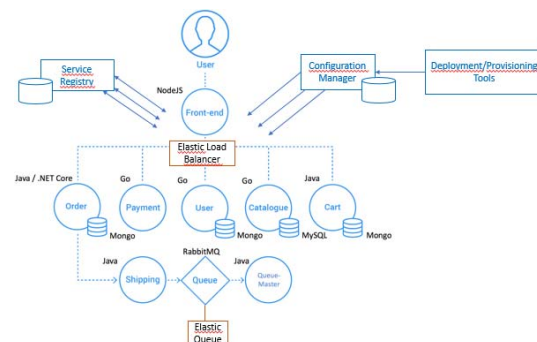 Service
Registry
User
Configuration
Manager
Deployment/Provisioning
Tools
NodeJS
Front-end
Elastic Load
Balancer
Java / .NET Core
Go
Go
Go
Java
Order
Payment
User
Catalogue
Cart
Mongo
Mongo
MySQL
Mongo
RabbitMQ
Java
Java
Shipping
Queue
Queue-
Master
Elastic
Queue